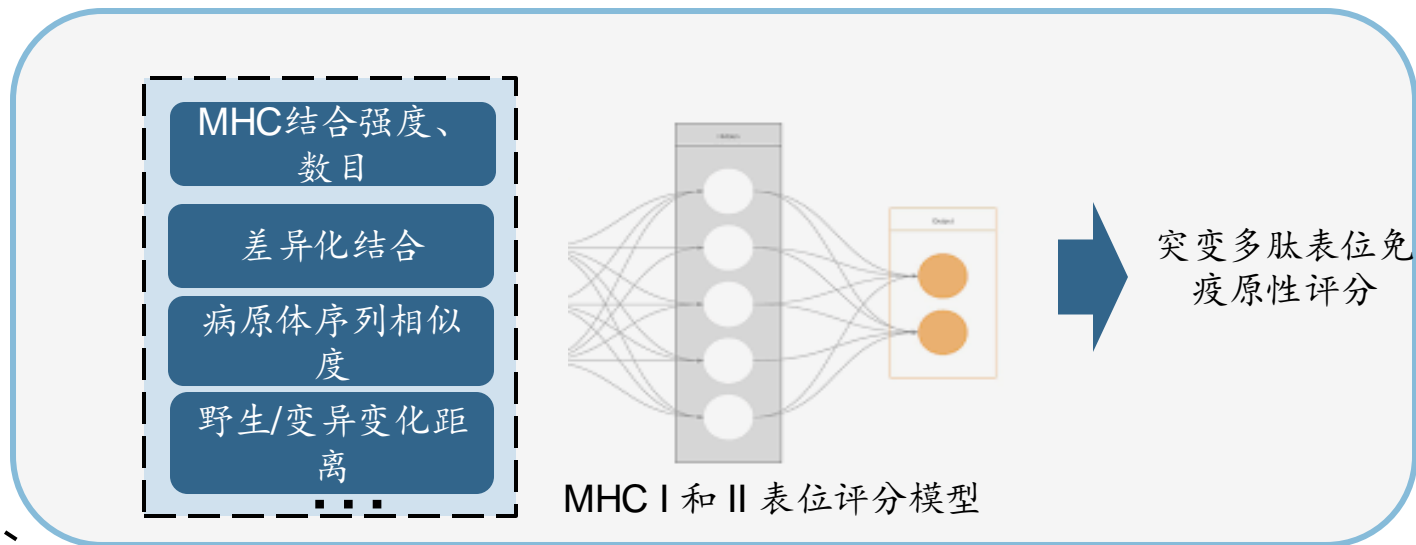 MHC结合强度、
数目
差异化结合
病原体序列相似
度
野生/变异变化距
离
...
Output
MHC I 和 II 表位评分模型
突变多肽表位免
疫原性评分
、